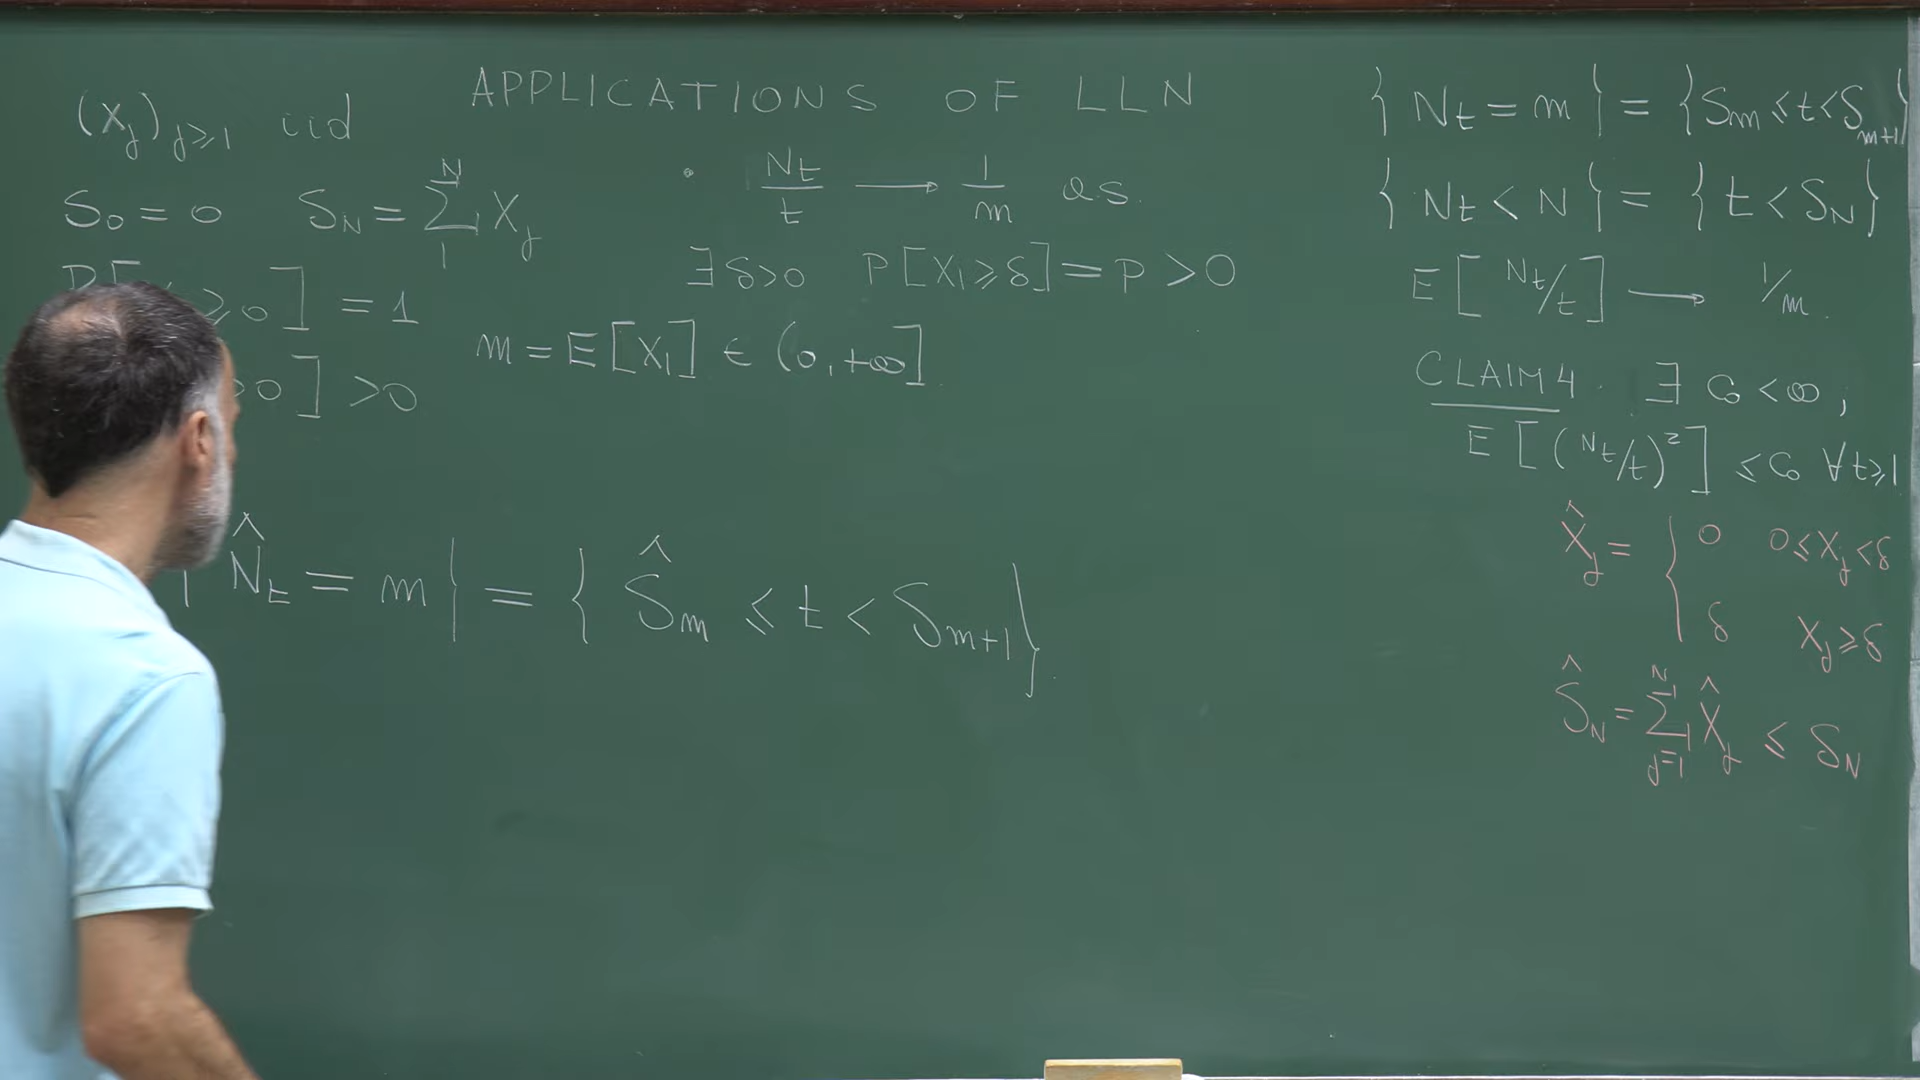 APPLICATIONS OF LLN
(X_j)_{j≥1} iid
S_0 = 0 S_N = Σ_1^N X_j
≥0] = 1
>0] >0
m = E[X_1] ∈ (0, +∞]
· N_t/t → 1/m a.s.
∃ δ>0 P[X_1 ≥ δ] = p > 0
N̂_t = m} = {Ŝ_m ≤ t < S_{m+1}}
{N_t = m} = {S_m ≤ t < S_{m+1}}
{N_t < N} = {t < S_N}
E[N_t/t] → 1/m.
CLAIM 4. ∃ C_0 < ∞;
E[(N_t/t)^2] ≤ C_0 ∀ t ≥ 1
X̂_j = { 0 0 ≤ X_j < δ
δ X_j ≥ δ
Ŝ_N = Σ_{j=1}^N X̂_j ≤ S_N